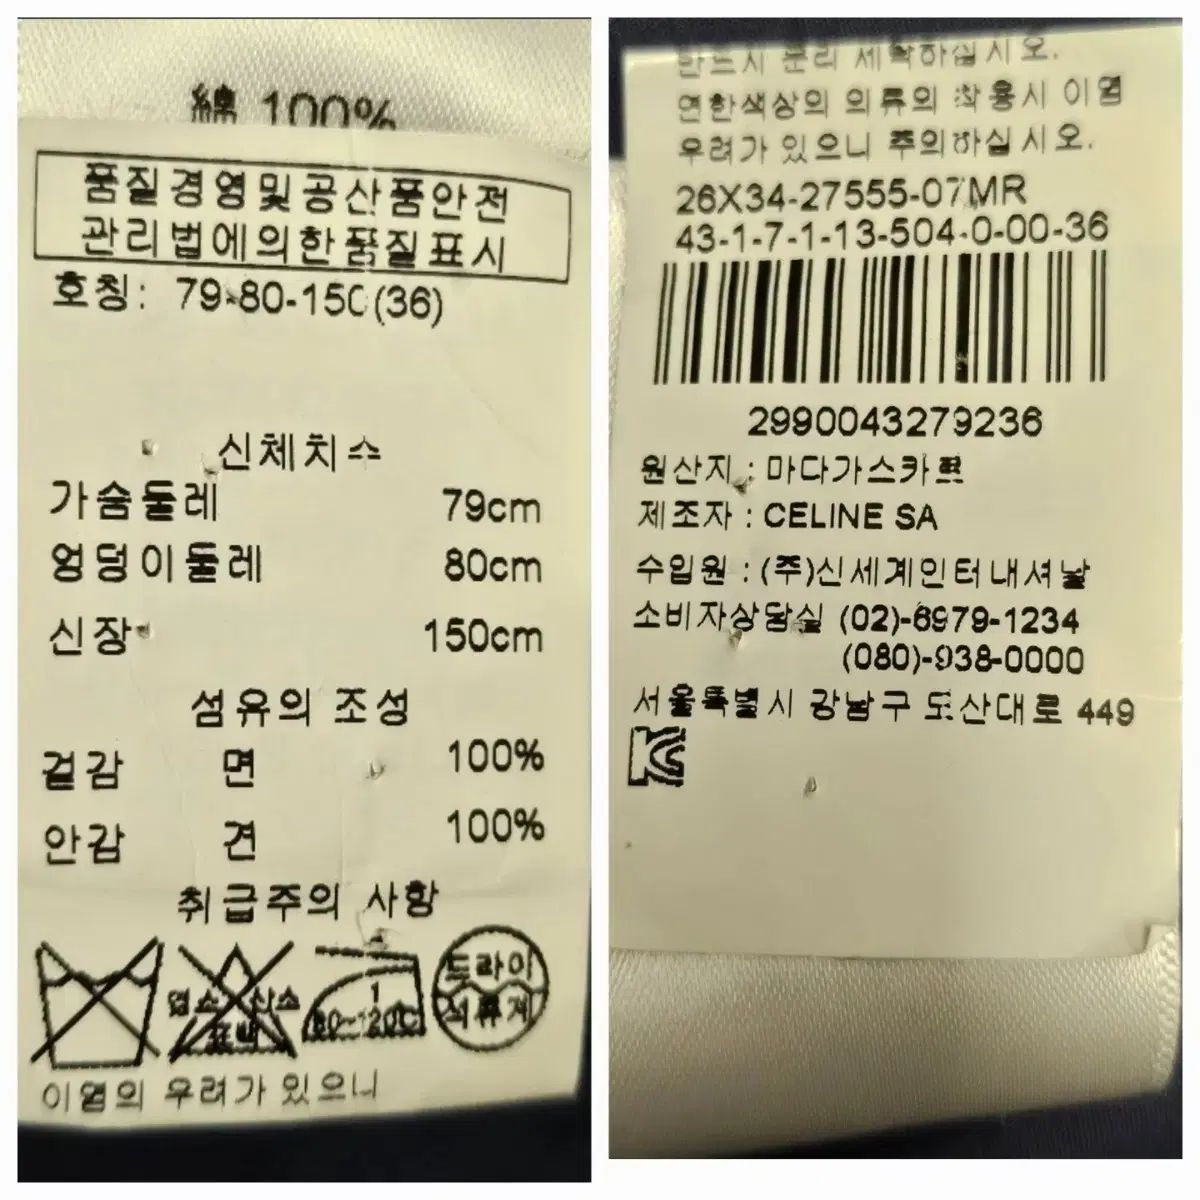 綿 100%
품질경영및공산품안전
관리법에의한품질표시
호칭: 79-80-150(36)
신체치수
가슴둘레 79cm
엉덩이둘레 80cm
신장 150cm
섬유의 조성
겉감 면 100%
안감 견 100%
취급주의 사항
염소 산소
표백
1
80~120℃
드라이
석유계
이염의 우려가 있으니
반드시 분리 세탁하십시오.
연한색상의 의류의 착용시 이염
우려가 있으니 주의하십시오.
26X34-27555-07MR
43-1-7-1-13-504-0-00-36
2990043279236
원산지 : 마다가스카르
제조자 : CELINE SA
수입원 : (주)신세계인터내셔날
소비자상담실 (02)-6979-1234
(080)-938-0000
서울특별시 강남구 도산대로 449
KC